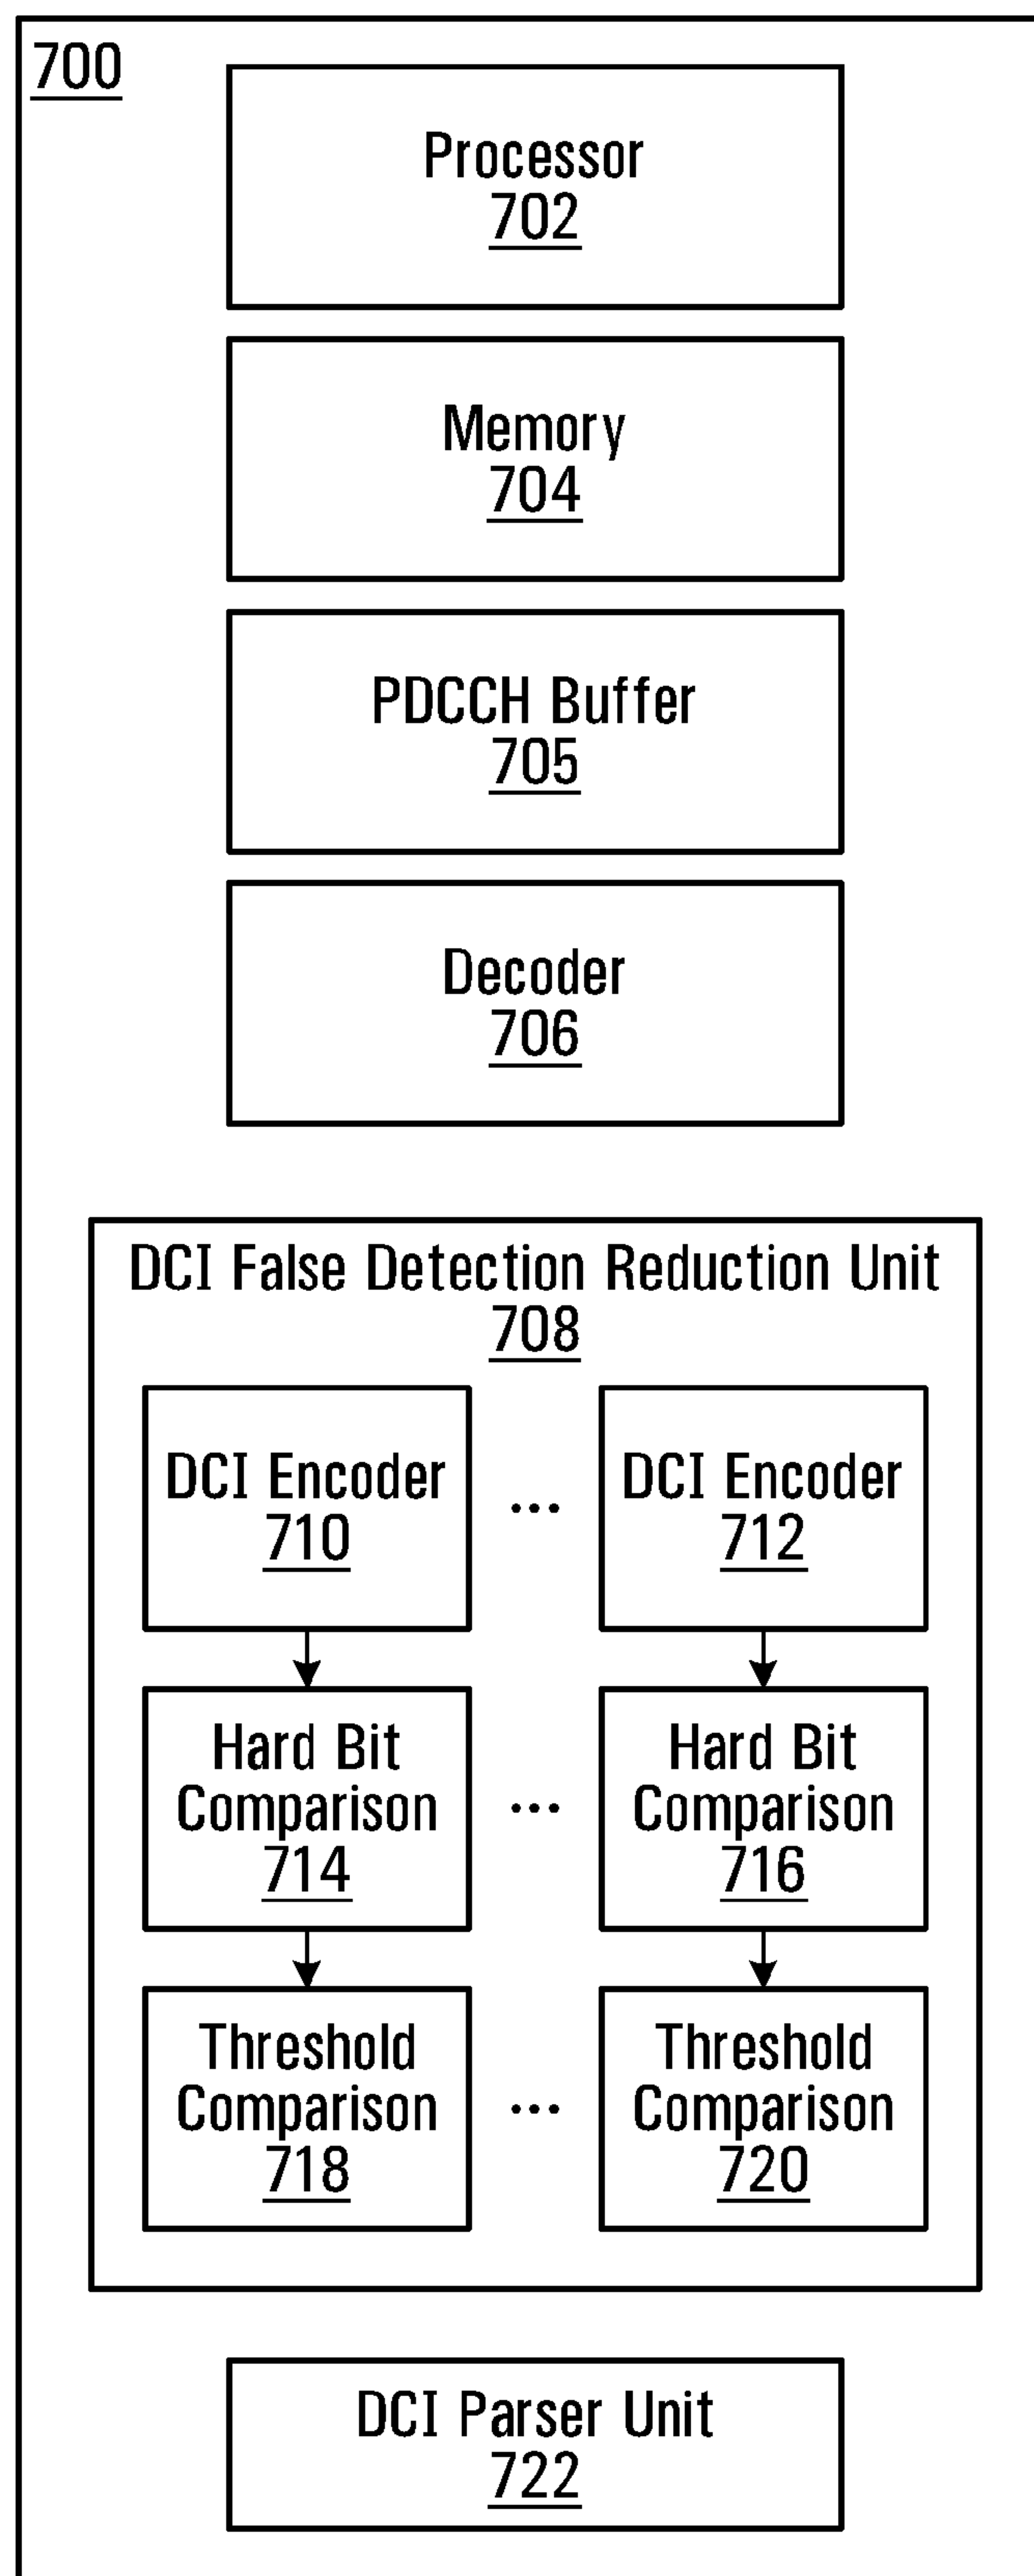 700
Processor
702
Memory
704
PDCCH Buffer
705
Decoder
706
DCI False Detection Reduction Unit
708
DCI Encoder
710
...
DCI Encoder
712
Hard Bit
Comparison
714
...
Hard Bit
Comparison
716
Threshold
Comparison
718
...
Threshold
Comparison
720
DCI Parser Unit
722